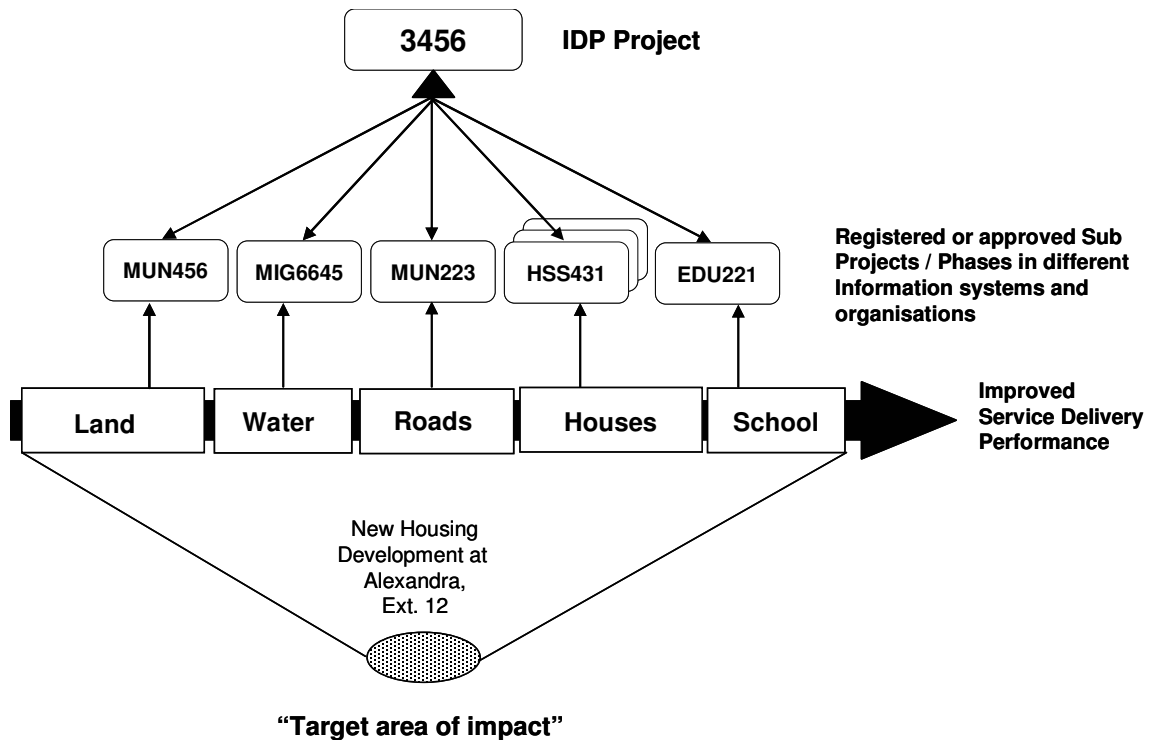 3456
IDP Project
MUN456
MIG6645
MUN223
HSS431
EDU221
Registered or approved Sub
Projects / Phases in different
Information systems and
organisations
Land
Water
Roads
Houses
School
Improved
Service Delivery
Performance
New Housing
Development at
Alexandra,
Ext. 12
“Target area of impact”